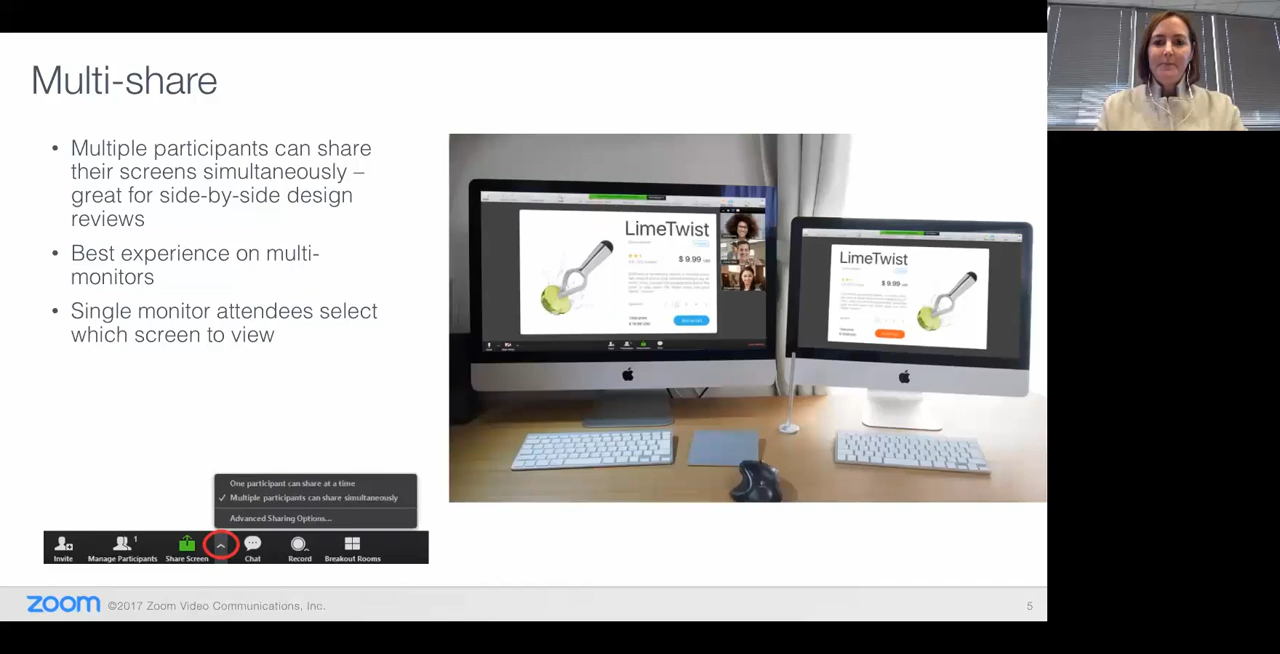 Multi-share
• Multiple participants can share
their screens simultaneously –
great for side-by-side design
reviews
• Best experience on multi-
monitors
• Single monitor attendees select
which screen to view
LimeTwist
$ 9.99
LimeTwist
$ 9.99
One participant can share at a time
✓ Multiple participants can share simultaneously
Advanced Sharing Options...
Invite
1
Manage Participants
Share Screen
Chat
Record
Breakout Rooms
zoom
©2017 Zoom Video Communications, Inc.
5